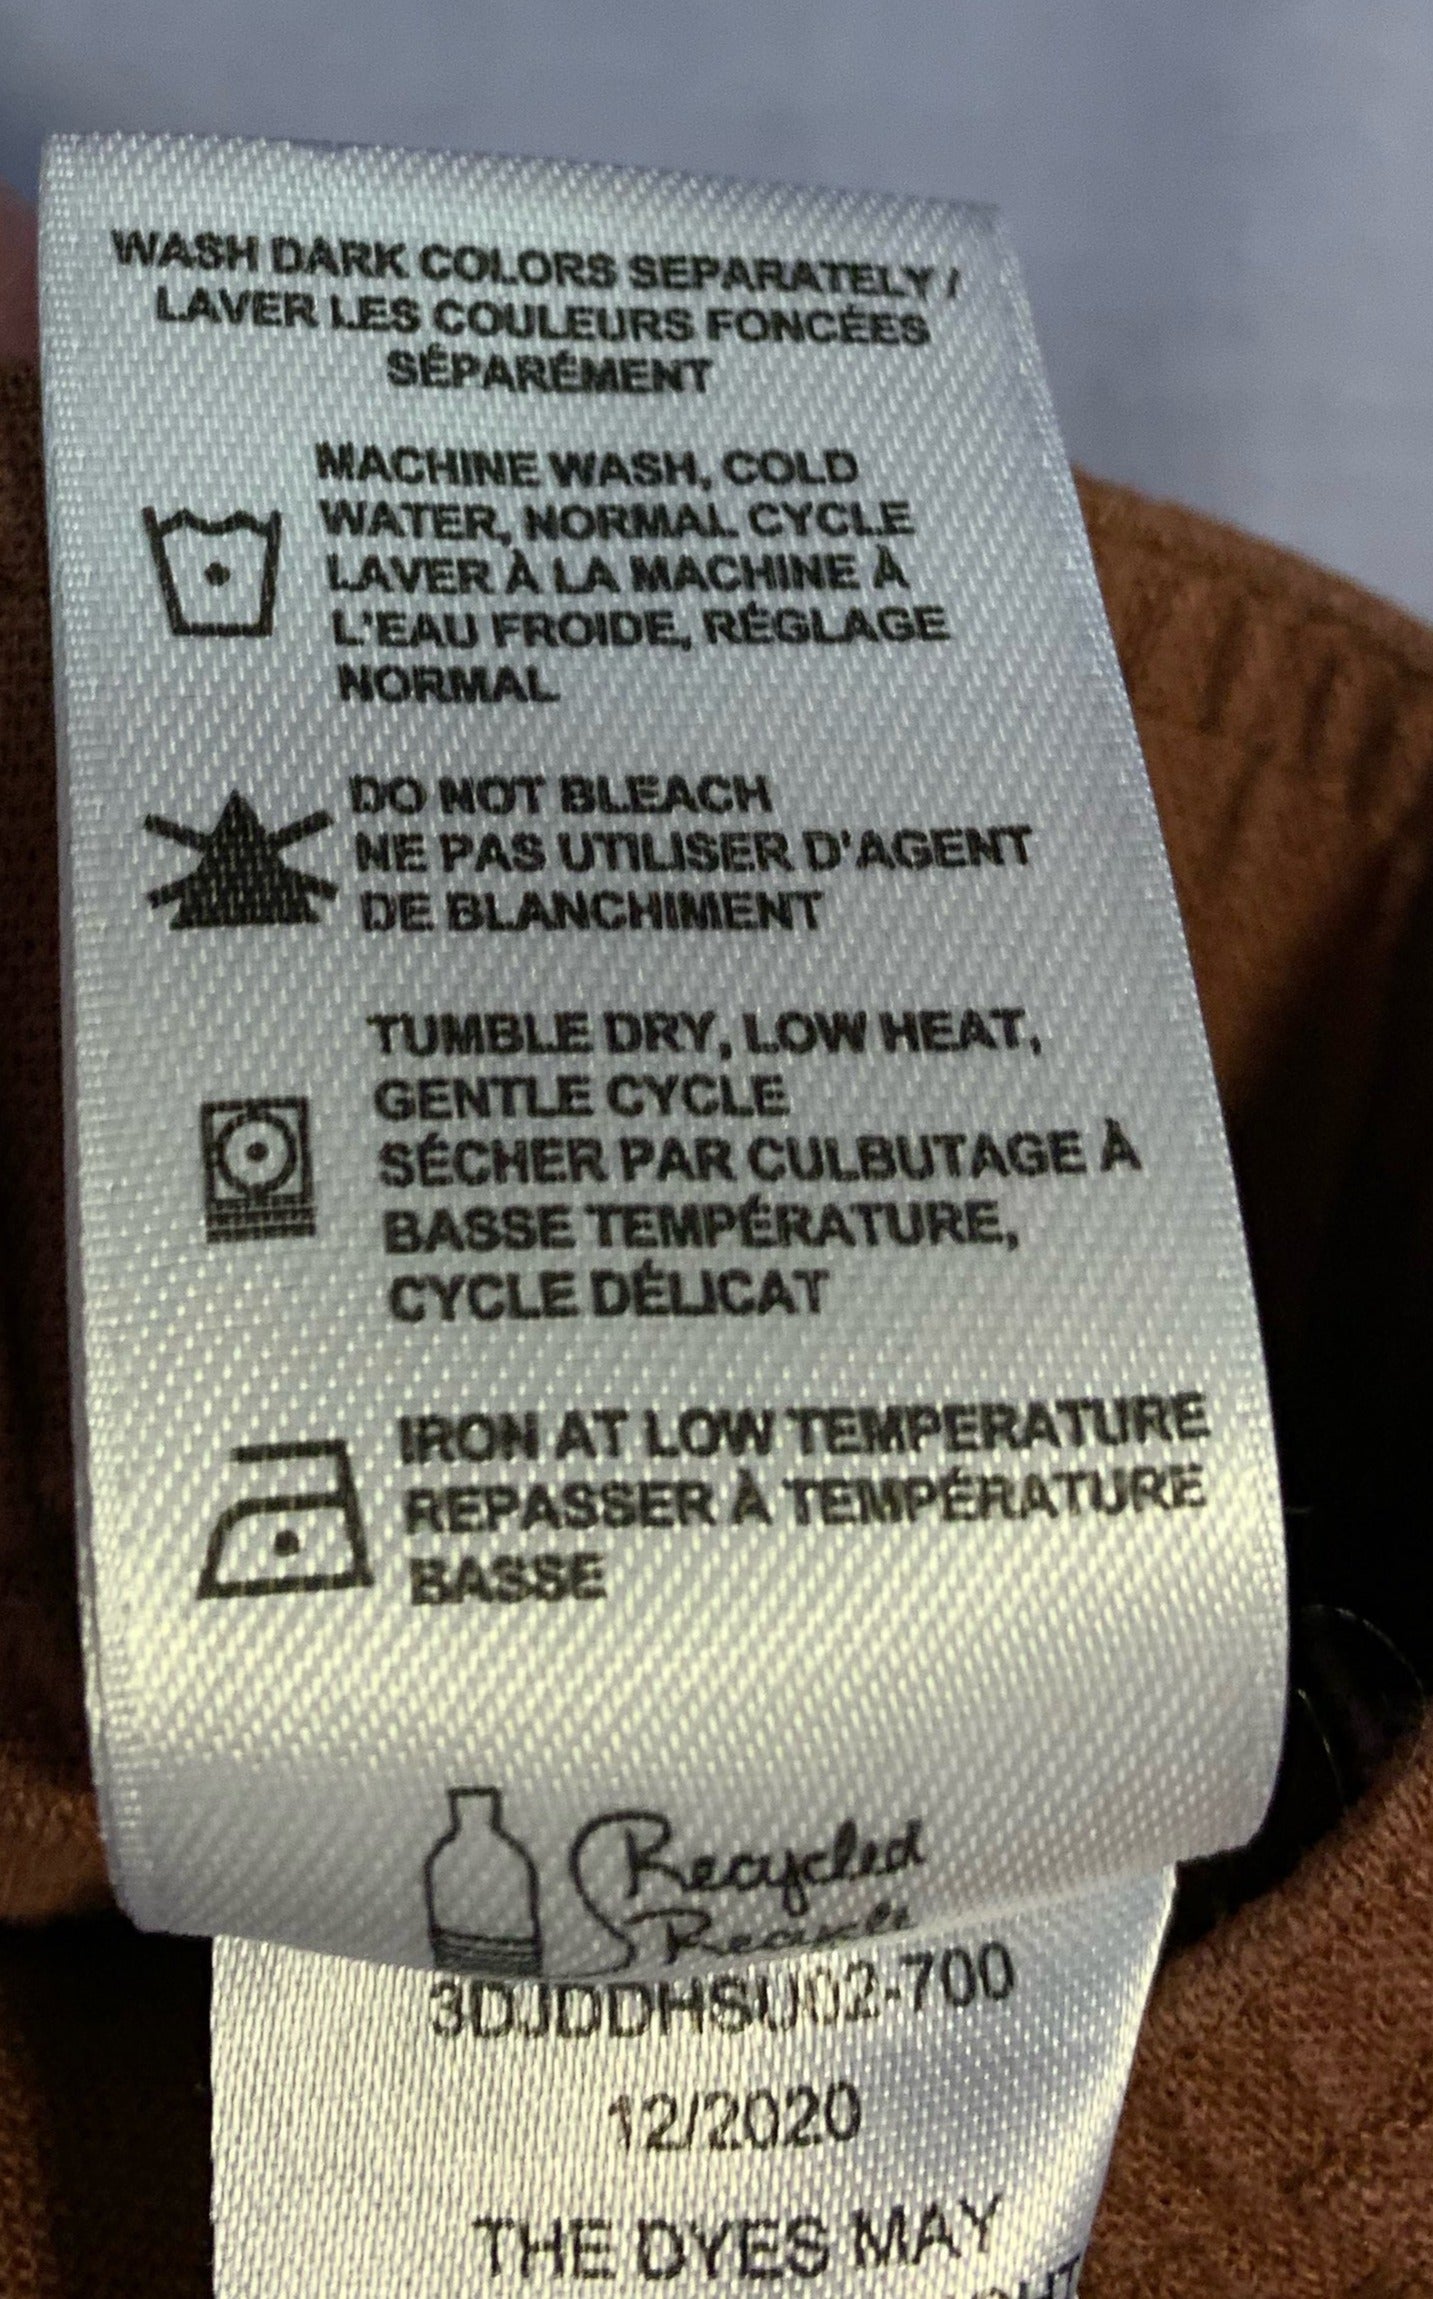 WASH DARK COLORS SEPARATELY /
LAVER LES COULEURS FONCÉES
SÉPARÉMENT
MACHINE WASH, COLD
WATER, NORMAL CYCLE
LAVER À LA MACHINE À
L'EAU FROIDE, RÉGLAGE
NORMAL
DO NOT BLEACH
NE PAS UTILISER D'AGENT
DE BLANCHIMENT
TUMBLE DRY, LOW HEAT,
GENTLE CYCLE
SÉCHER PAR CULBUTAGE À
BASSE TEMPÉRATURE,
CYCLE DÉLICAT
IRON AT LOW TEMPERATURE
REPASSER À TEMPÉRATURE
BASSE
Recycled
3DJDDHSU02-700
12/2020
THE DYES MAY